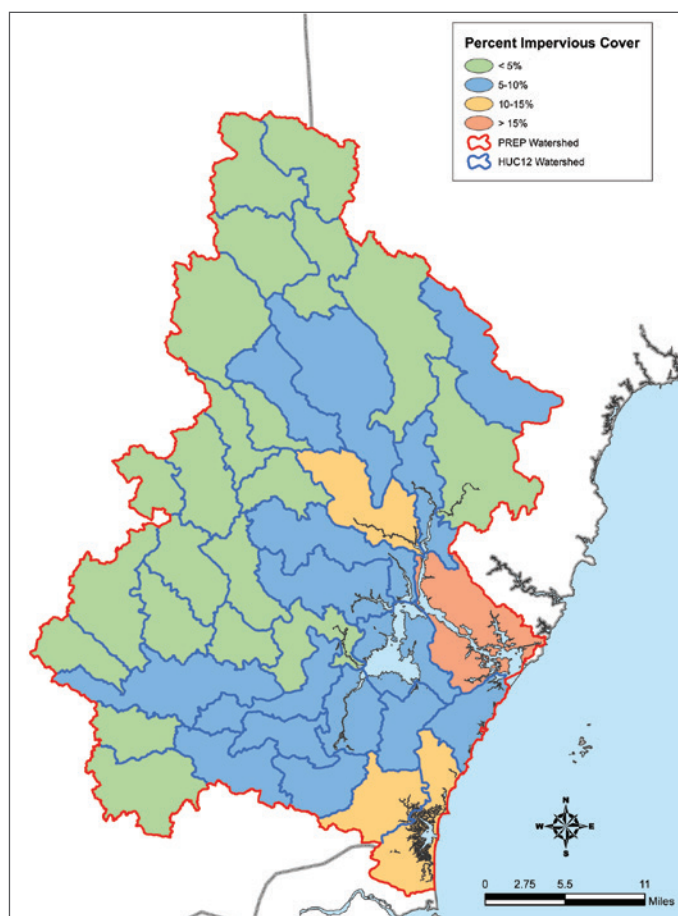 Percent Impervious Cover
< 5%
5-10%
10-15%
> 15%
PREP Watershed
HUC12 Watershed
N
W E
S
0 2.75 5.5 11
Miles